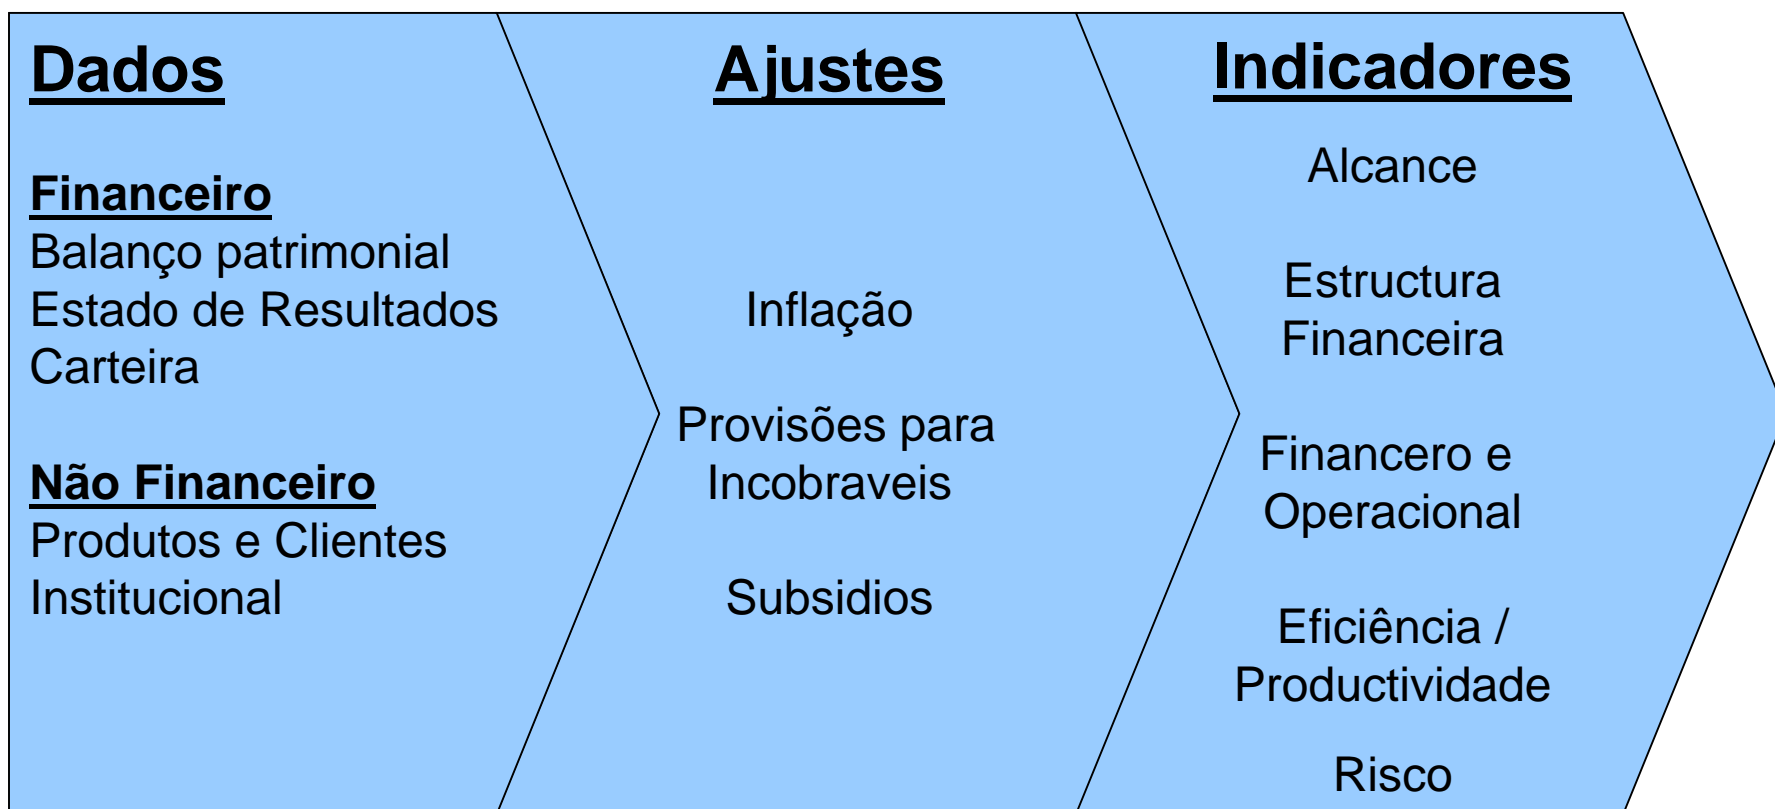 Dados
Financeiro
Balanço patrimonial
Estado de Resultados
Carteira
Não Financeiro
Produtos e Clientes
Institucional
Ajustes
Inflação
Provisões para
Incobraveis
Subsidios
Indicadores
Alcance
Estructura
Financeira
Financero e
Operacional
Eficiência /
Productividade
Risco